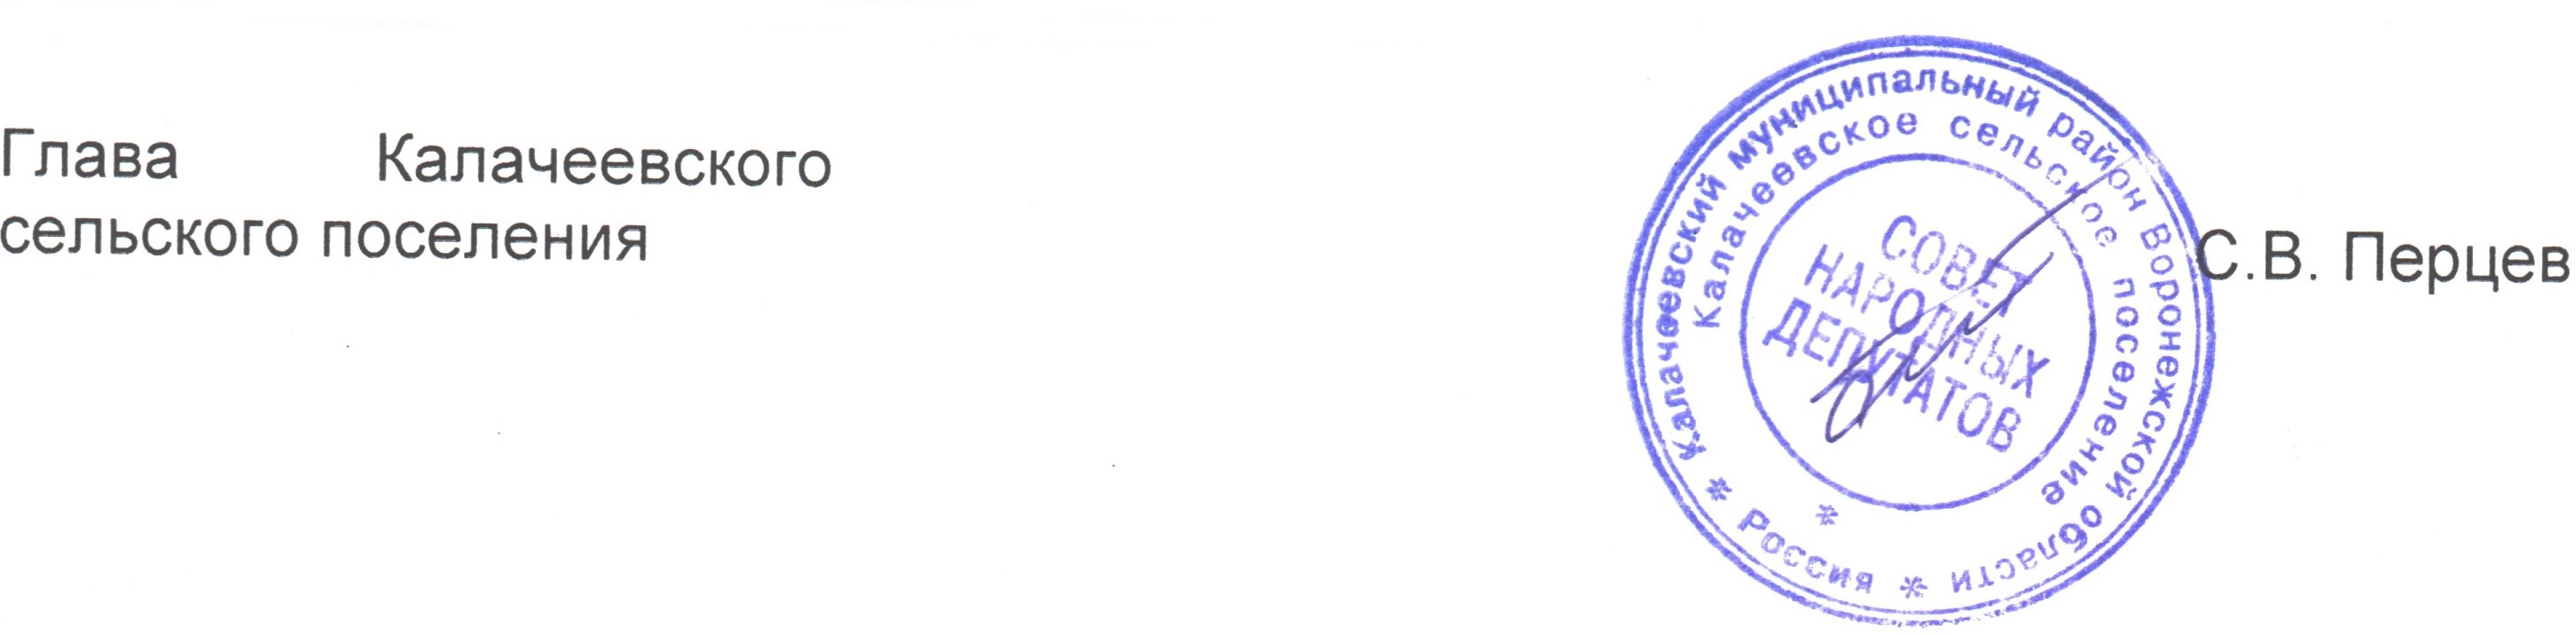 Глава Калачеевского
сельского поселения
С.В. Перцев
Калачеевский муниципальный район Воронежской области * Россия *
Калачеевское сельское поселение *
СОВЕТ
НАРОДНЫХ
ДЕПУТАТОВ